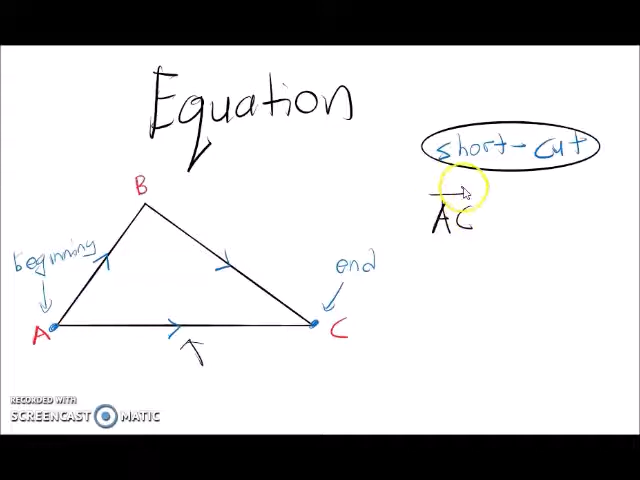 Equation
short-cut
AC
B
beginning
end
A
C
RECORDED WITH
SCREENCAST MATIC